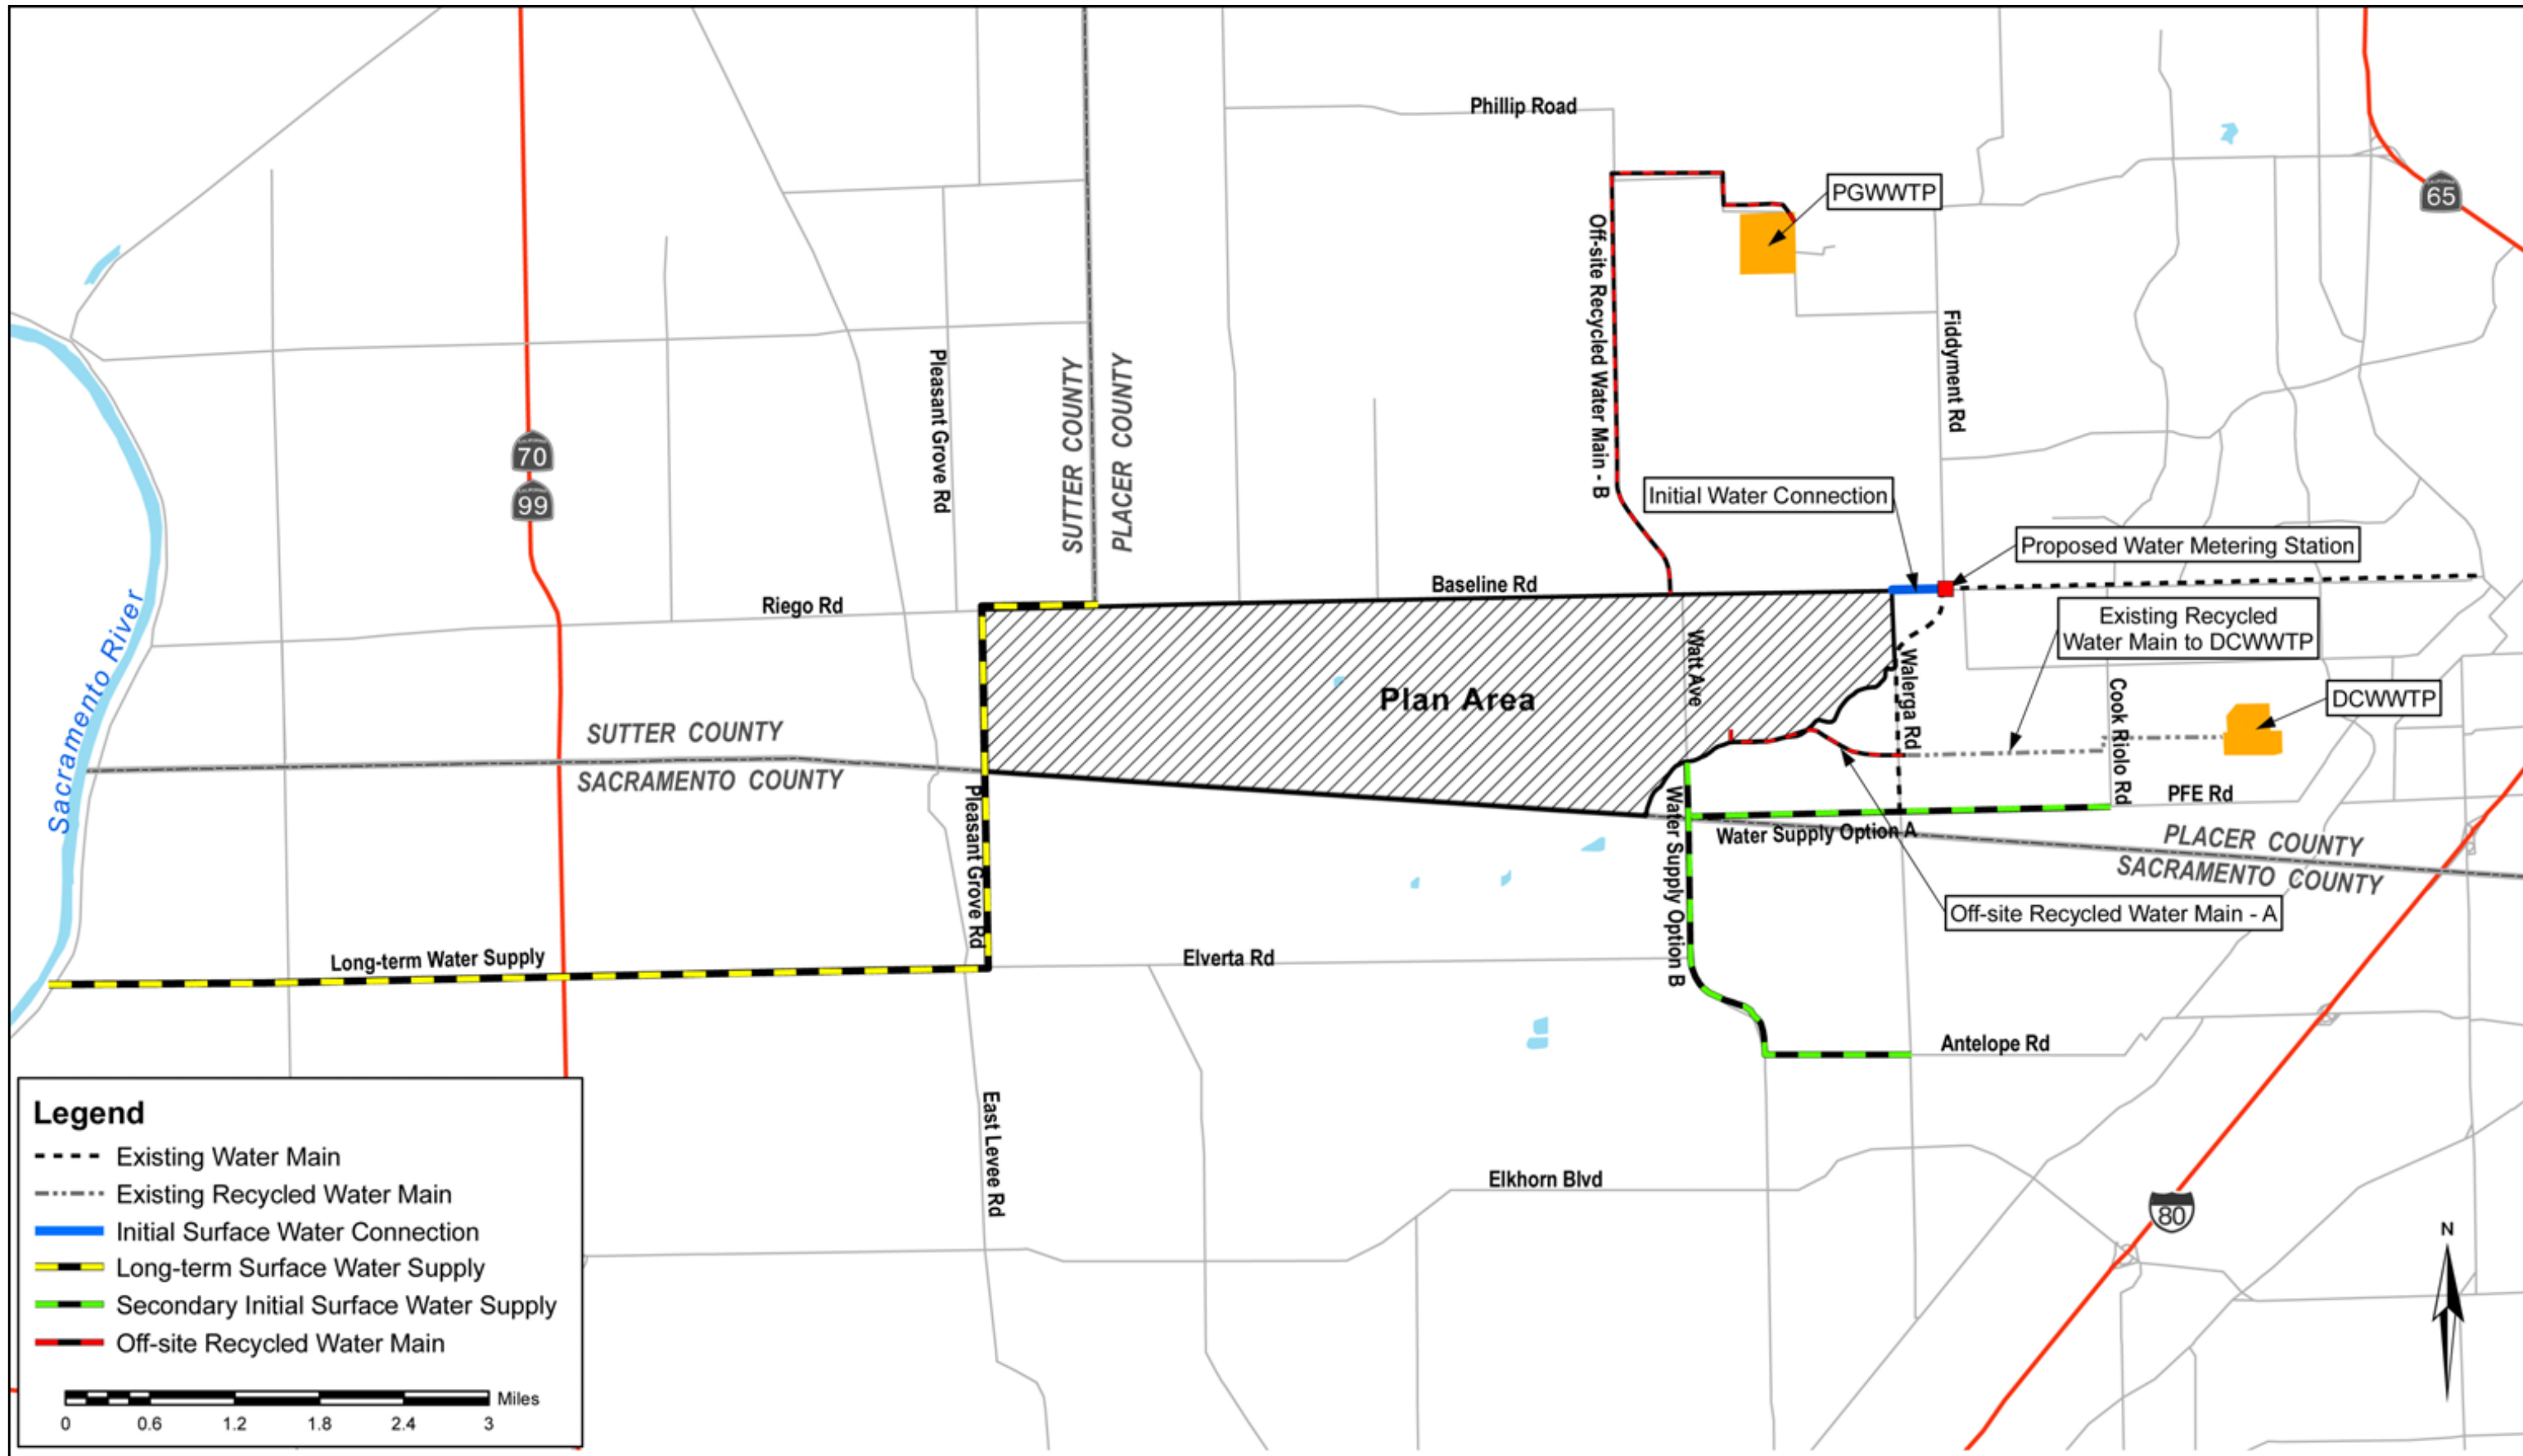 Phillip Road
PGWWTP
CALIFORNIA
65
Off-site Recycled Water Main - B
Fiddyment Rd
Pleasant Grove Rd
SUTTER COUNTY
PLACER COUNTY
CALIFORNIA
70
CALIFORNIA
99
Initial Water Connection
Proposed Water Metering Station
Baseline Rd
Riego Rd
Existing Recycled
Water Main to DCWWTP
Sacramento River
Watt Ave
Walerga Rd
Plan Area
Cook Riolo Rd
DCWWTP
SUTTER COUNTY
SACRAMENTO COUNTY
Pleasant Grove Rd
Water Supply Option B
PFE Rd
Water Supply Option A
PLACER COUNTY
SACRAMENTO COUNTY
Off-site Recycled Water Main - A
Long-term Water Supply
Elverta Rd
Antelope Rd
East Levee Rd
Elkhorn Blvd
80
N
Legend
Existing Water Main
Existing Recycled Water Main
Initial Surface Water Connection
Long-term Surface Water Supply
Secondary Initial Surface Water Supply
Off-site Recycled Water Main
Miles
0 0.6 1.2 1.8 2.4 3